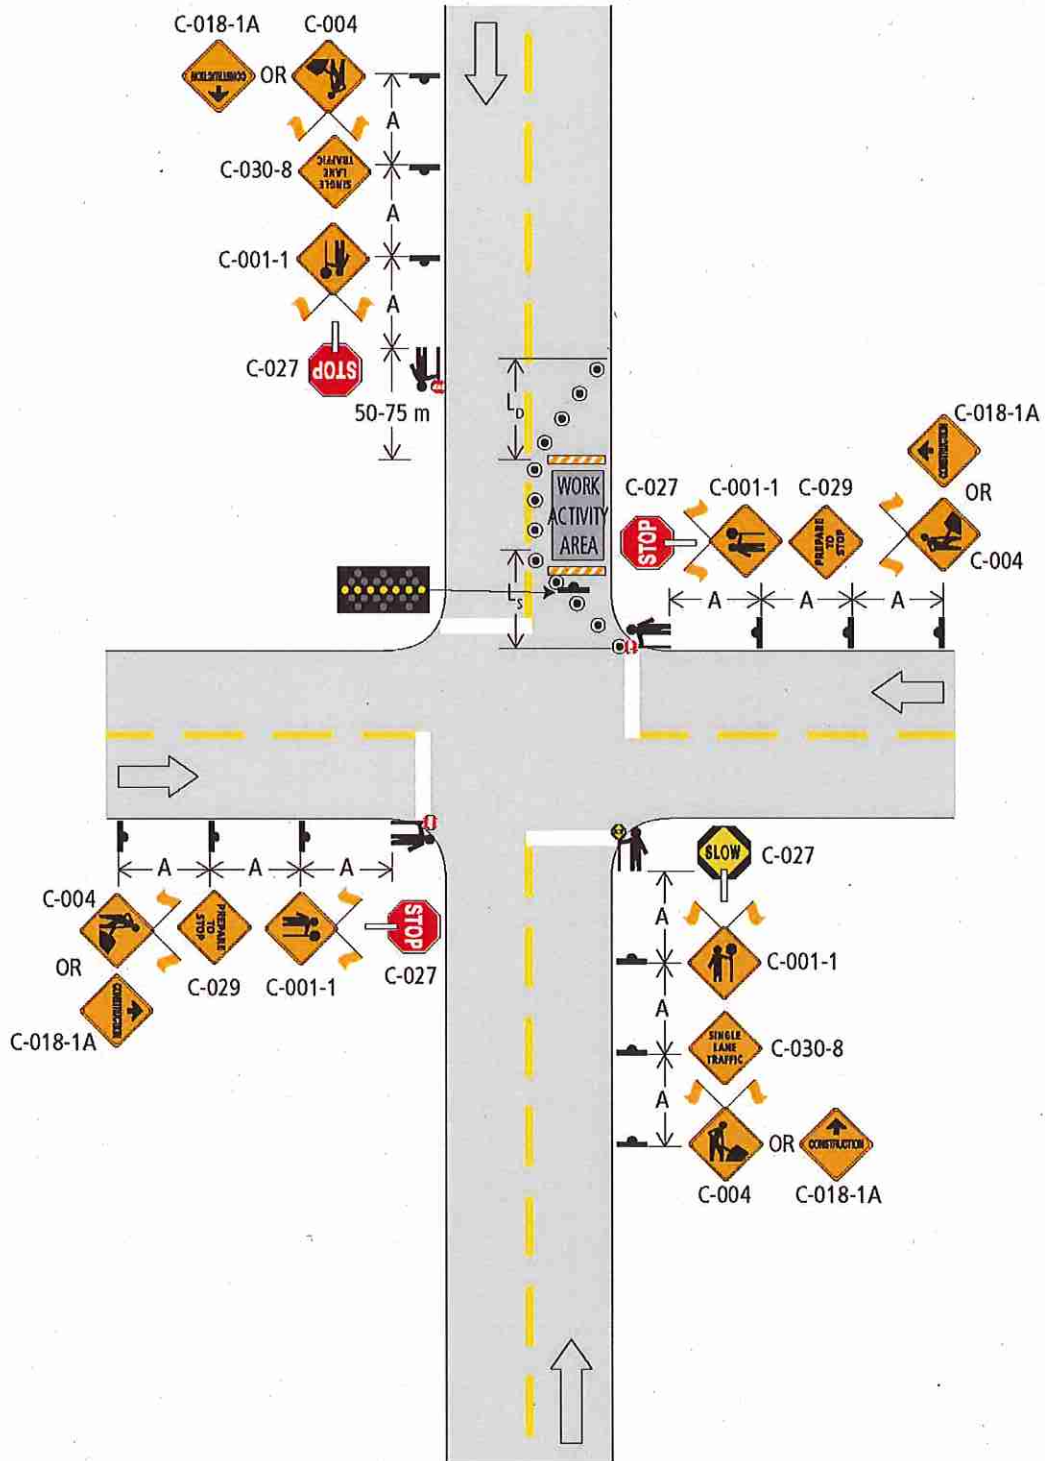 C-018-1A
C-004
CONSTRUCTION
OR
A
C-030-8
SINGLE
LANE
TRAFFIC
A
C-001-1
A
C-027
STOP
50-75 m
LD
WORK
ACTIVITY
AREA
LS
C-027
C-001-1
C-029
C-018-1A
CONSTRUCTION
OR
STOP
PREPARE
TO
STOP
C-004
A
A
A
A
A
A
C-004
PREPARE
TO
STOP
STOP
OR
C-029
C-001-1
C-027
CONSTRUCTION
C-018-1A
SLOW
C-027
A
C-001-1
A
SINGLE
LANE
TRAFFIC
C-030-8
A
OR
CONSTRUCTION
C-004
C-018-1A